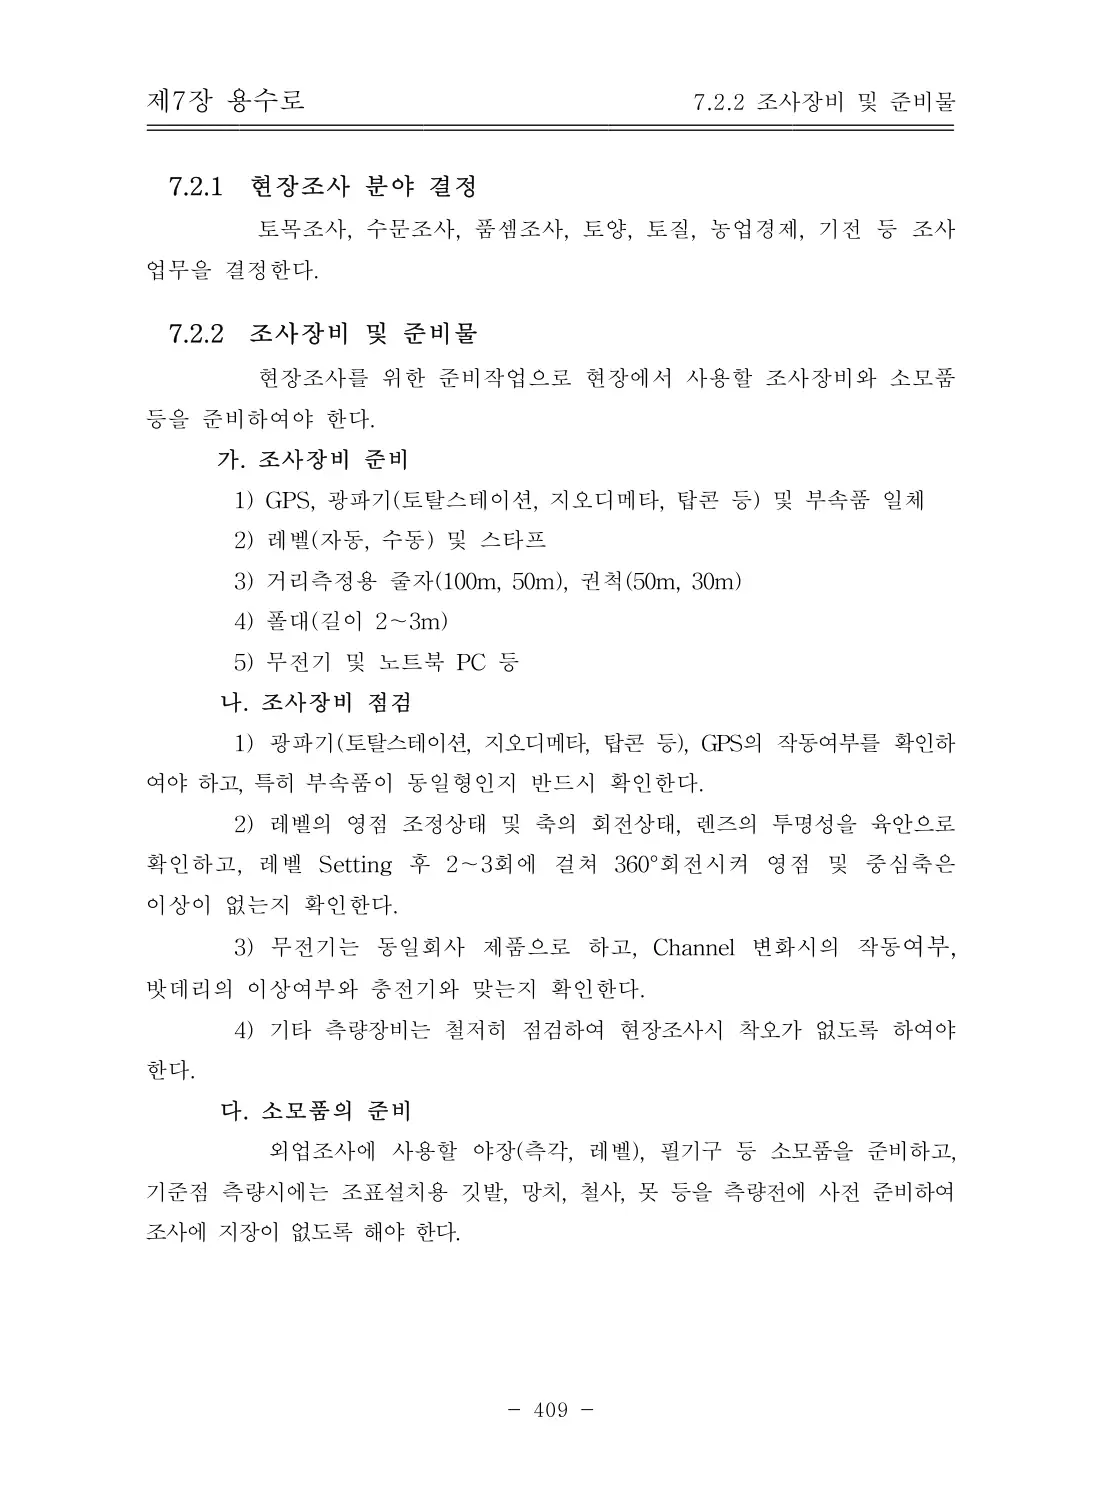 제7장 용수로
7.2.2 조사장비 및 준비물
7.2.1 현장조사 분야 결정
토목조사, 수문조사, 품셈조사, 토양, 토질, 농업경제, 기전 등 조사
업무을 결정한다.
7.2.2 조사장비 및 준비물
현장조사를 위한 준비작업으로 현장에서 사용할 조사장비와 소모품
등을 준비하여야 한다.
가. 조사장비 준비
1) GPS, 광파기(토탈스테이션, 지오디메타, 탑콘 등) 및 부속품 일체
2) 레벨(자동, 수동) 및 스타프
3) 거리측정용 줄자(100m, 50m), 권척(50m, 30m)
4) 폴대(길이 2～3m)
5) 무전기 및 노트북 PC 등
나. 조사장비 점검
1) 광파기(토탈스테이션, 지오디메타, 탑콘 등), GPS의 작동여부를 확인하
여야 하고, 특히 부속품이 동일형인지 반드시 확인한다.
2) 레벨의 영점 조정상태 및 축의 회전상태, 렌즈의 투명성을 육안으로
확인하고, 레벨 Setting 후 2～3회에 걸쳐 360°회전시켜 영점 및 중심축은
이상이 없는지 확인한다.
3) 무전기는 동일회사 제품으로 하고, Channel 변화시의 작동여부,
밧데리의 이상여부와 충전기와 맞는지 확인한다.
4) 기타 측량장비는 철저히 점검하여 현장조사시 착오가 없도록 하여야
한다.
다. 소모품의 준비
외업조사에 사용할 야장(측각, 레벨), 필기구 등 소모품을 준비하고,
기준점 측량시에는 조표설치용 깃발, 망치, 철사, 못 등을 측량전에 사전 준비하여
조사에 지장이 없도록 해야 한다.
- 409 -